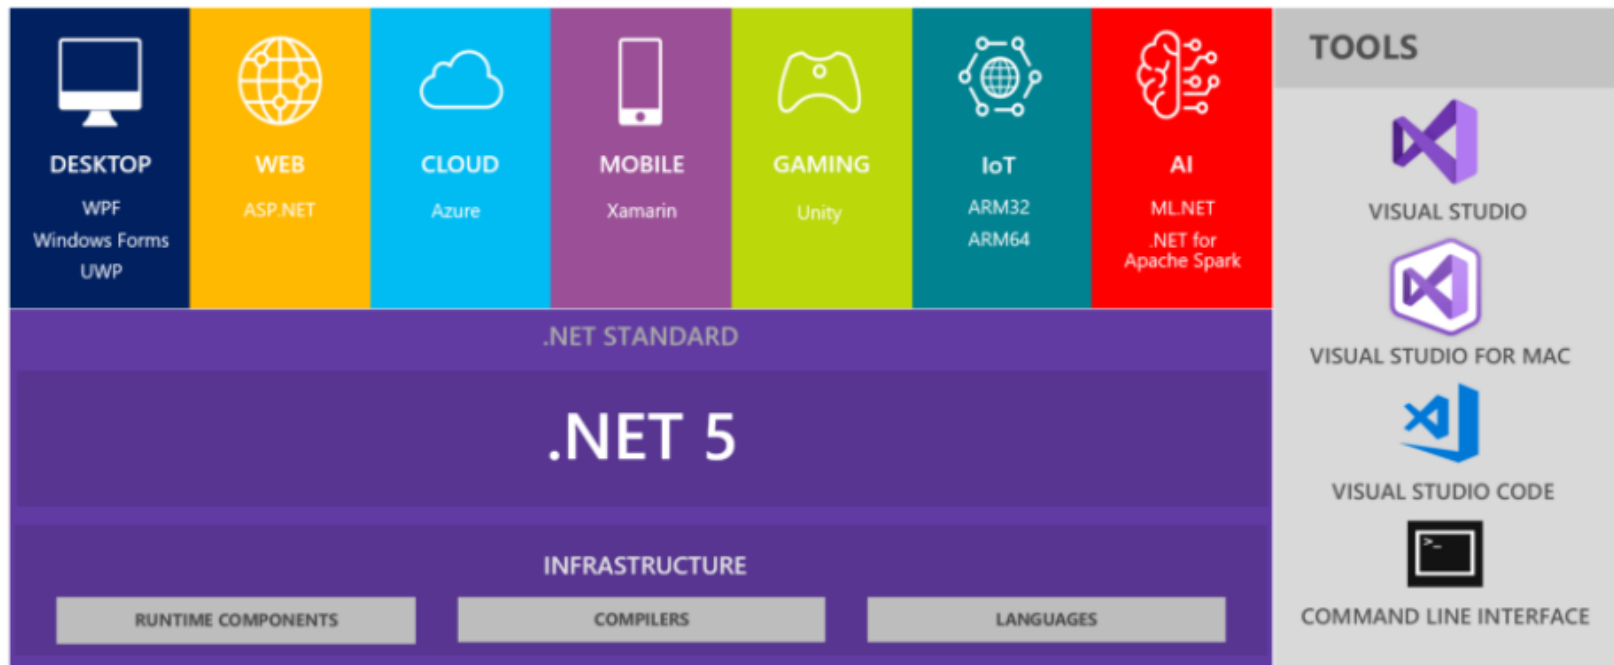 DESKTOP
WPF
Windows Forms
UWP
WEB
ASP.NET
CLOUD
Azure
MOBILE
Xamarin
GAMING
Unity
IoT
ARM32
ARM64
AI
ML.NET
.NET for
Apache Spark
.NET STANDARD
.NET 5
INFRASTRUCTURE
RUNTIME COMPONENTS
COMPILERS
LANGUAGES
TOOLS
VISUAL STUDIO
VISUAL STUDIO FOR MAC
VISUAL STUDIO CODE
>_
COMMAND LINE INTERFACE